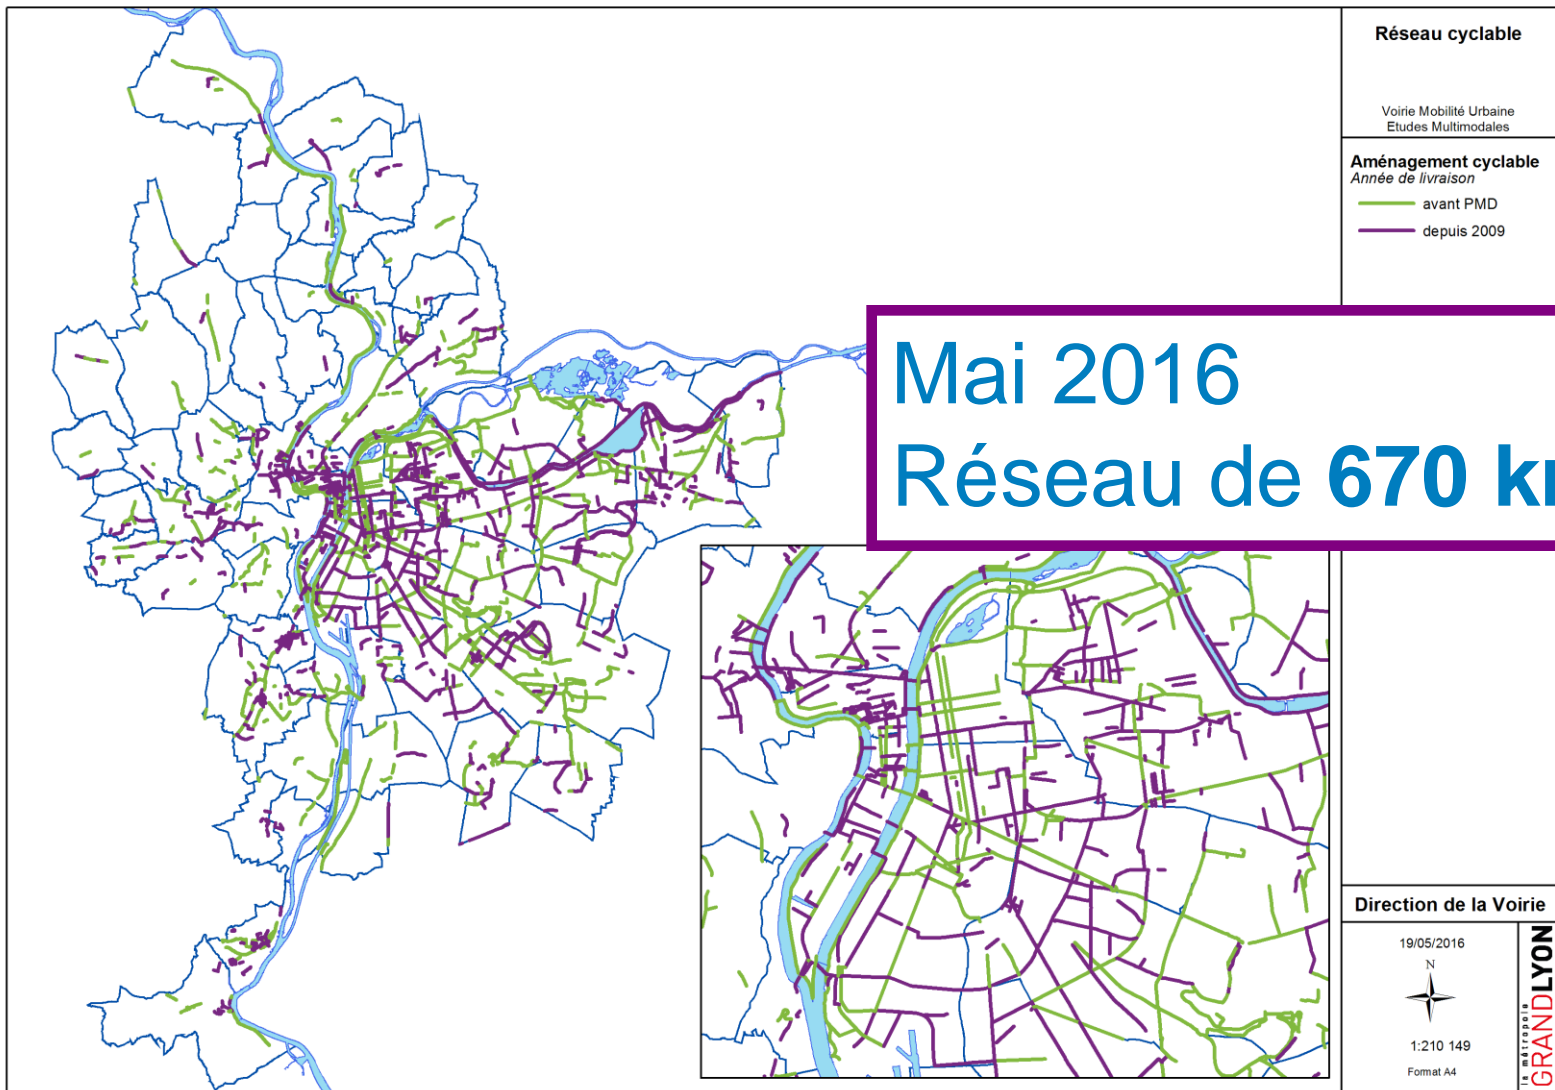 Réseau cyclable
Voirie Mobilité Urbaine
Etudes Multimodales
Aménagement cyclable
Année de livraison
avant PMD
depuis 2009
Mai 2016
Réseau de 670
Direction de la Voirie
19/05/2016
N
1:210 149
Format A4
métropole
GRANDLYON